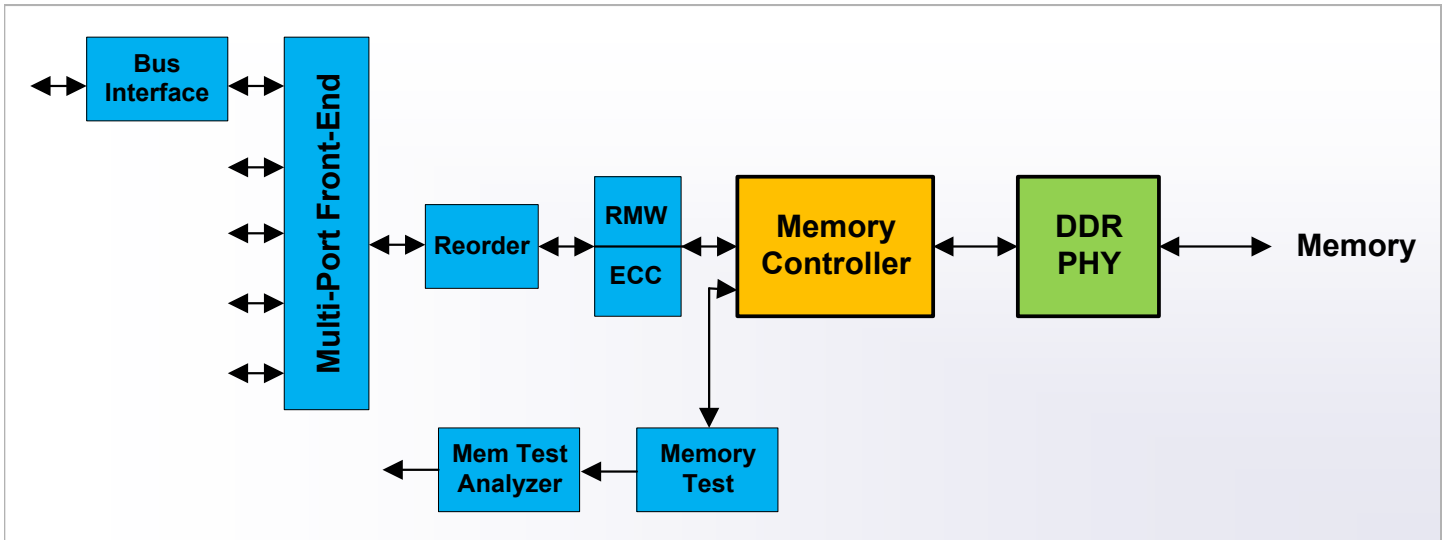 Bus
Interface
Multi-Port Front-End
Reorder
RMW
ECC
Memory
Controller
DDR
PHY
Memory
Mem Test
Analyzer
Memory
Test